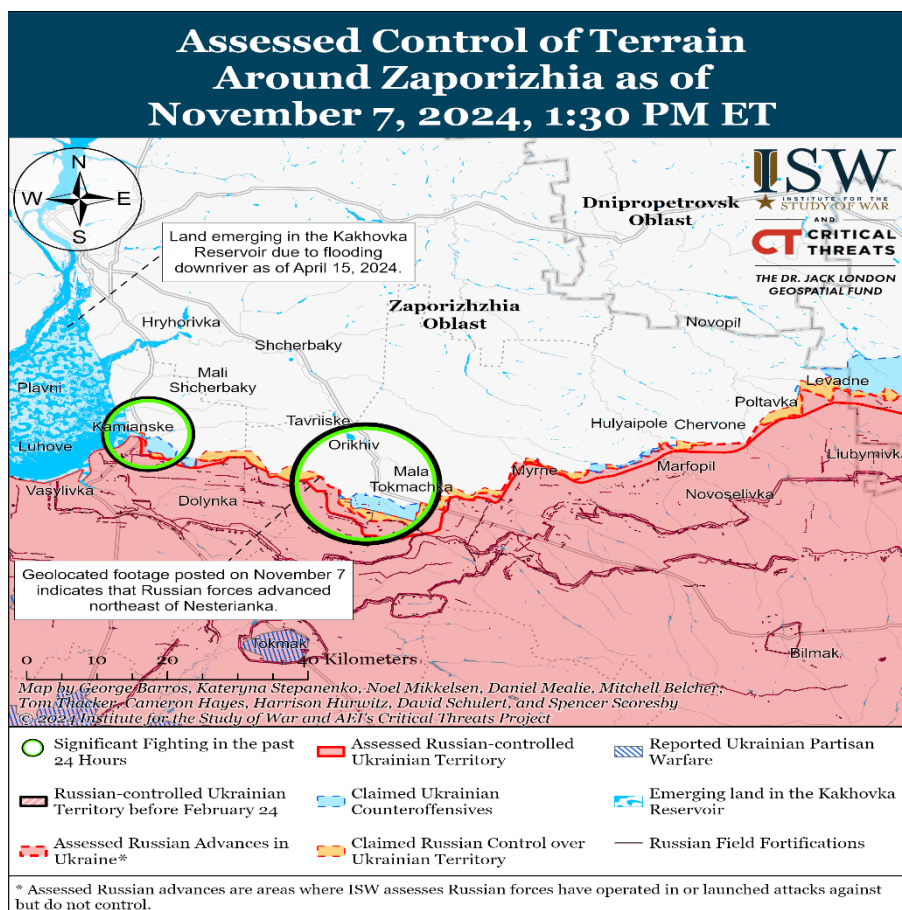 Assessed Control of Terrain
Around Zaporizhia as of
November 7, 2024, 1:30 PM ET
N
W
E
S
ISW
INSTITUTE FOR THE
STUDY OF WAR
AND
CT CRITICAL
THREATS
THE DR. JACK LONDON
GEOSPATIAL FUND
Dnipropetrovsk
Oblast
Land emerging in the Kakhovka
Reservoir due to flooding
downriver as of April 15, 2024.
Zaporizhzhia
Oblast
Hryhorivka
Novopil
Shcherbaky
Mali
Shcherbaky
Plavni
Levadne
Poltavka
Tavriiske
Kamianske
Hulyaipole
Chervone
Orikhiv
Luhove
Liubymivka
Mala
Tokmachka
Myrne
Marfopil
Vasylivka
Dolynka
Novoselivka
Geolocated footage posted on November 7
indicates that Russian forces advanced
northeast of Nesterianka.
Tokmak
Bilmak
0 10 20 40 Kilometers
Map by George Barros, Kateryna Stepanenko, Noel Mikkelsen, Daniel Mealie, Mitchell Belcher,
Tom Thacker, Cameron Hayes, Harrison Hurwitz, David Schulert, and Spencer Scoresby
© 2024 Institute for the Study of War and AEI's Critical Threats Project
Significant Fighting in the past
24 Hours
Assessed Russian-controlled
Ukrainian Territory
Reported Ukrainian Partisan
Warfare
Russian-controlled Ukrainian
Territory before February 24
Claimed Ukrainian
Counteroffensives
Emerging land in the Kakhovka
Reservoir
Assessed Russian Advances in
Ukraine*
Claimed Russian Control over
Ukrainian Territory
Russian Field Fortifications
* Assessed Russian advances are areas where ISW assesses Russian forces have operated in or launched attacks against
but do not control.